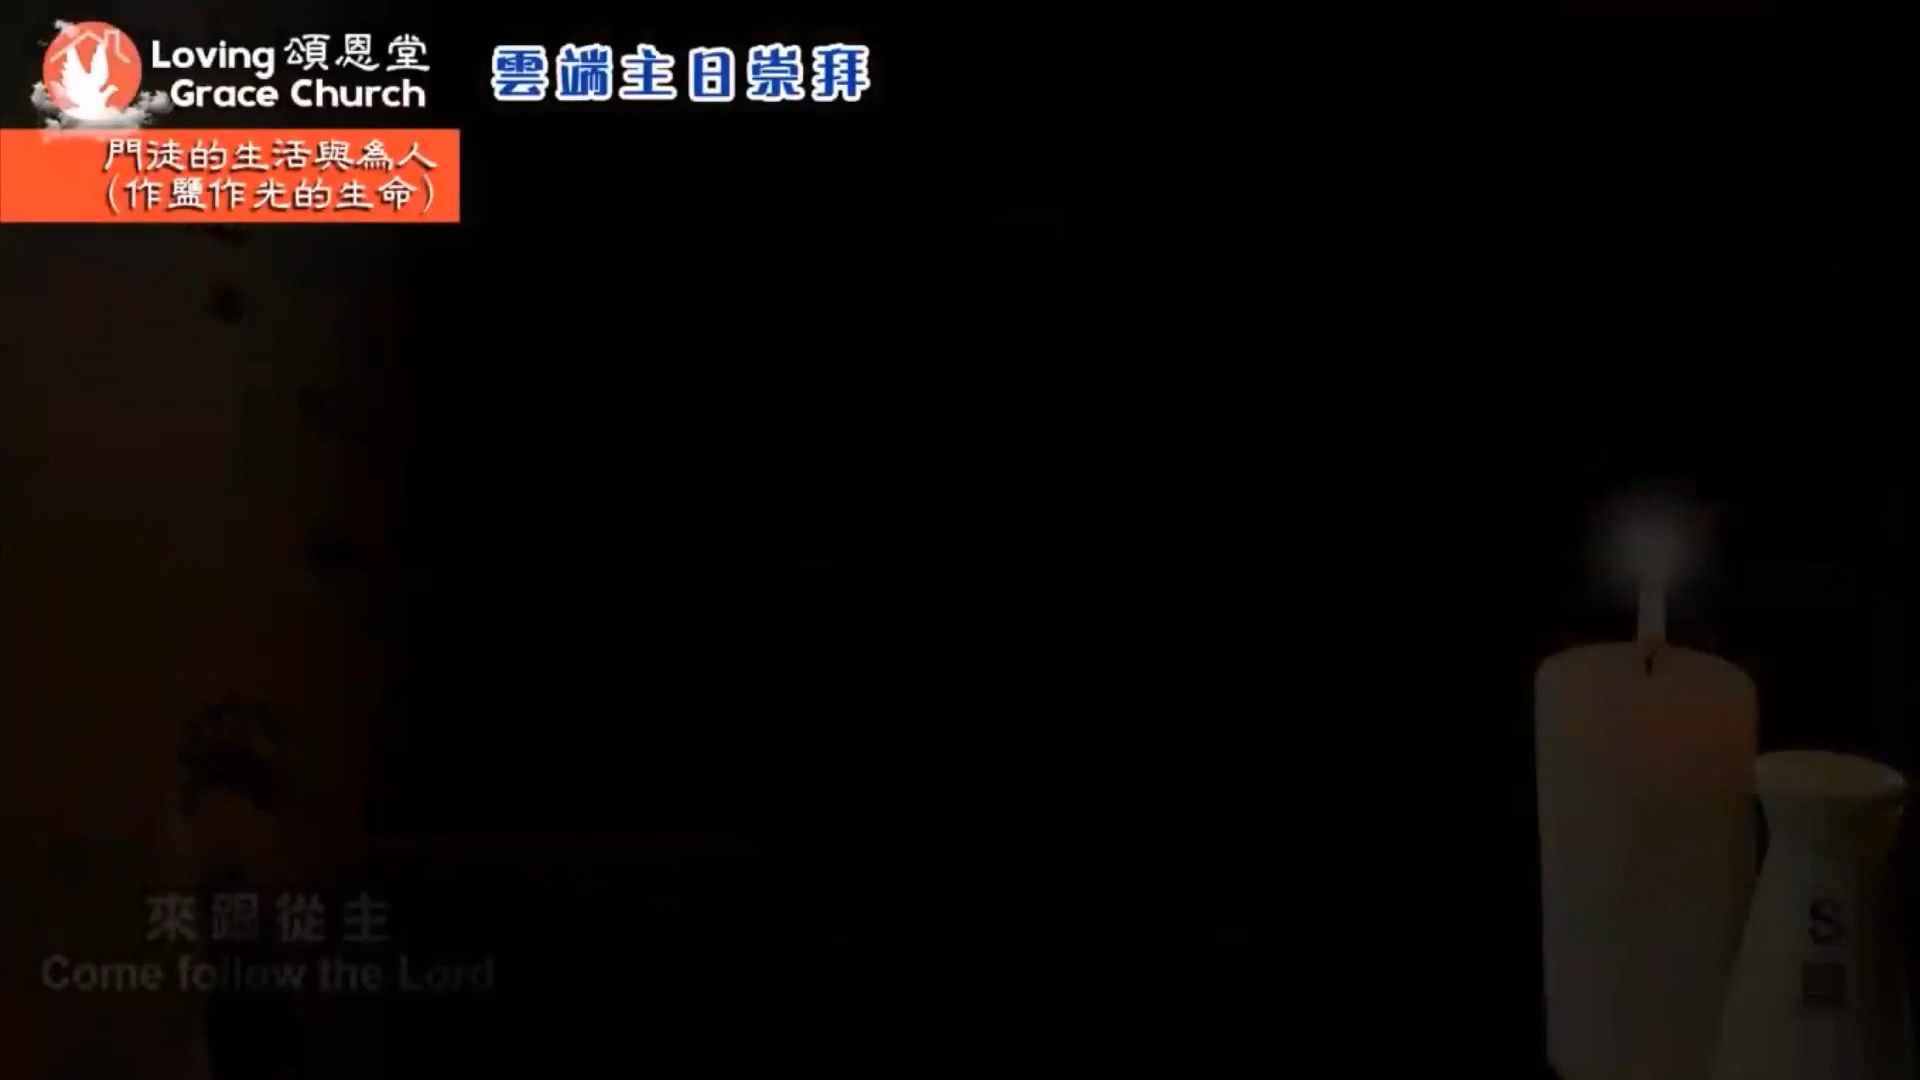 Loving 頌恩堂
Grace Church
雲端主日崇拜
門徒的生活與為人
(作鹽作光的生命)
來跟從主
Come follow the Lord
S